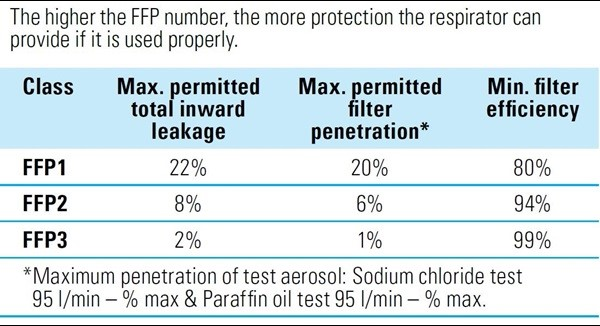 The higher the FFP number, the more protection the respirator can
provide if it is used properly.
Class Max. permitted total inward leakage Max. permitted filter penetration* Min. filter efficiency
FFP1 22% 20% 80%
FFP2 8% 6% 94%
FFP3 2% 1% 99%
*Maximum penetration of test aerosol: Sodium chloride test
95 l/min – % max & Paraffin oil test 95 l/min – % max.